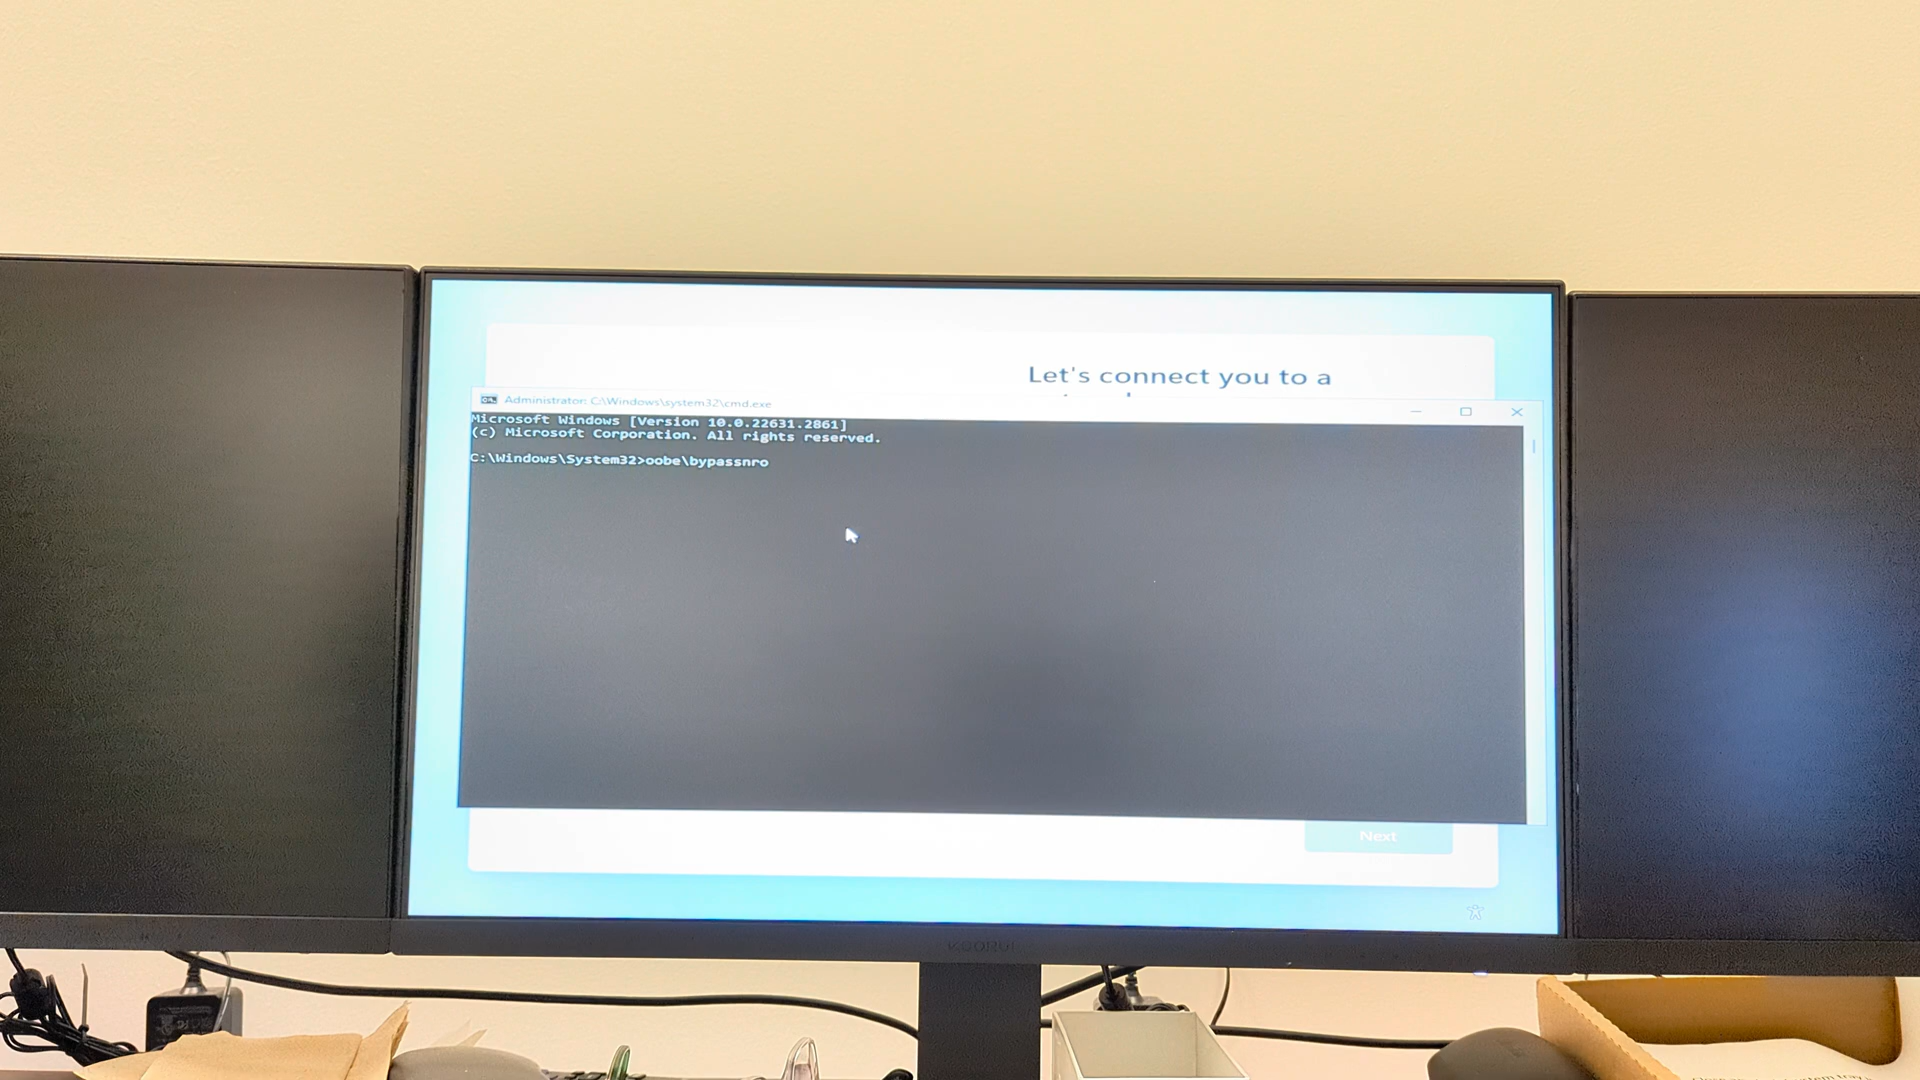 Let's connect you to a
Administrator: C:\Windows\system32\cmd.exe
Microsoft Windows [Version 10.0.22631.2861]
(c) Microsoft Corporation. All rights reserved.
C:\Windows\System32>oobe\bypassnro
Next